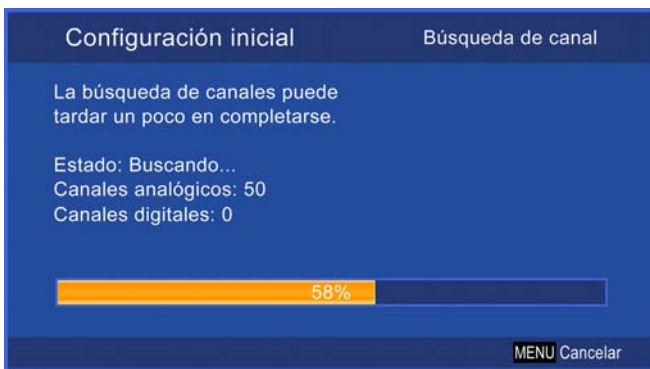 Configuración inicial
Búsqueda de canal
La búsqueda de canales puede
tardar un poco en completarse.
Estado: Buscando...
Canales analógicos: 50
Canales digitales: 0
58%
MENU Cancelar